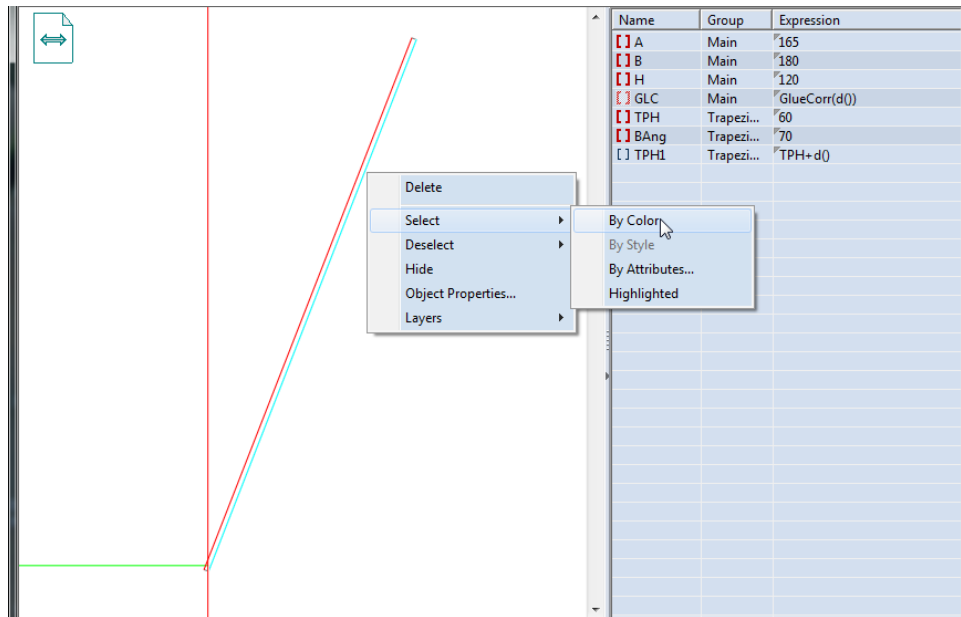 Name Group Expression
[ ] A Main 165
[ ] B Main 180
[ ] H Main 120
[ ] GLC Main GlueCorr(d())
[ ] TPH Trapezi... 60
[ ] BAng Trapezi... 70
[ ] TPH1 Trapezi... TPH+d()
Delete
Select
Deselect
Hide
Object Properties...
Layers
By Color
By Style
By Attributes...
Highlighted